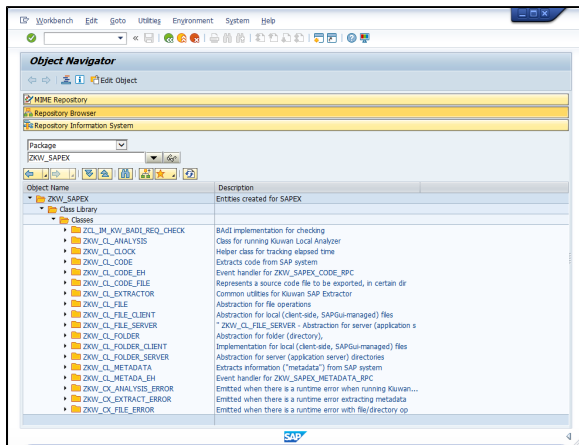 Workbench Edit Goto Utilities Environment System Help
Object Navigator
Edit Object
MIME Repository
Repository Browser
Repository Information System
Package
ZKW_SAPEX
Object Name Description
ZKW_SAPEX Entities created for SAPEX
Class Library
Classes
ZCL_IM_KW_BADI_REQ_CHECK BAdI implementation for checking
ZKW_CL_ANALYSIS Class for running Kiuwan Local Analyzer
ZKW_CL_CLOCK Helper class for tracking elapsed time
ZKW_CL_CODE Extracts code from SAP system
ZKW_CL_CODE_EH Event handler for ZKW_SAPEX_CODE_RPC
ZKW_CL_CODE_FILE Represents a source code file to be exported, in certain dir
ZKW_CL_EXTRACTOR Common utilities for Kiuwan SAP Extractor
ZKW_CL_FILE Abstraction for file operations
ZKW_CL_FILE_CLIENT Abstraction for local (client-side, SAPGui-managed) files
ZKW_CL_FILE_SERVER " ZKW_CL_FILE_SERVER - Abstraction for server (application s
ZKW_CL_FOLDER Abstraction for folder (directory),
ZKW_CL_FOLDER_CLIENT Implementation for local (client-side, SAPGui-managed) files
ZKW_CL_FOLDER_SERVER Abstraction for server (application server) directories
ZKW_CL_METADATA Extracts information ("metadata") from SAP system
ZKW_CL_METADA_EH Event handler for ZKW_SAPEX_METADATA_RPC
ZKW_CX_ANALYSIS_ERROR Emitted when there is a runtime error when running Kiuwan...
ZKW_CX_EXTRACT_ERROR Emitted when there is a runtime error extracting metadata
ZKW_CX_FILE_ERROR Emitted when there is a runtime error with file/directory op
SAP